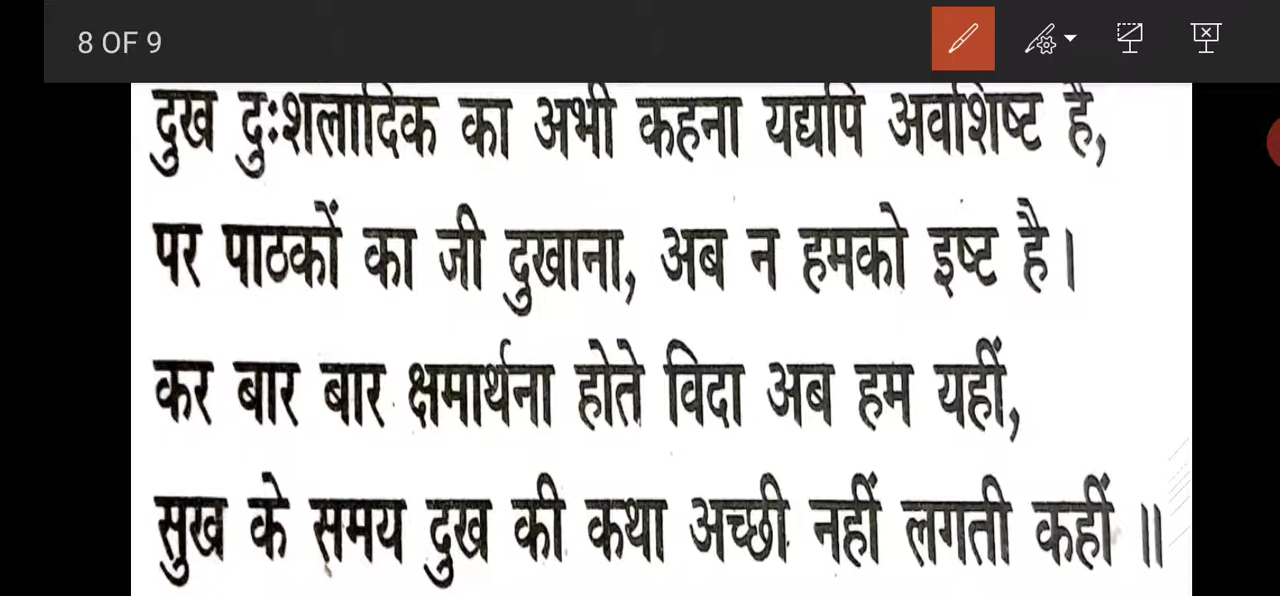 8 OF 9
दुख दुःशलादिक का अभी कहना यद्यपि अवशिष्ट है,
पर पाठकों का जी दुखाना, अब न हमको इष्ट है।
कर बार बार क्षमार्थना होते विदा अब हम यहीं,
सुख के समय दुख की कथा अच्छी नहीं लगती कहीं ॥